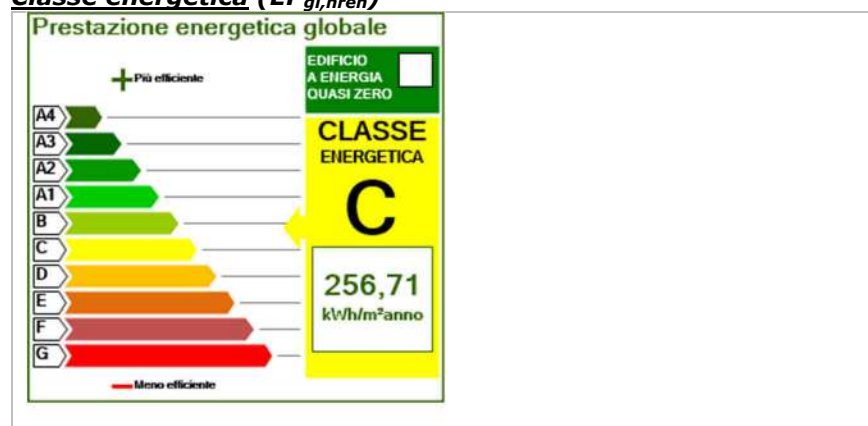 Classe energetica (EP gl,nren)
Prestazione energetica globale
Più efficiente
EDIFICIO
A ENERGIA
QUASI ZERO
A4
A3
A2
A1
B
C
D
E
F
G
CLASSE
ENERGETICA
C
256,71
kWh/m²anno
Meno efficiente